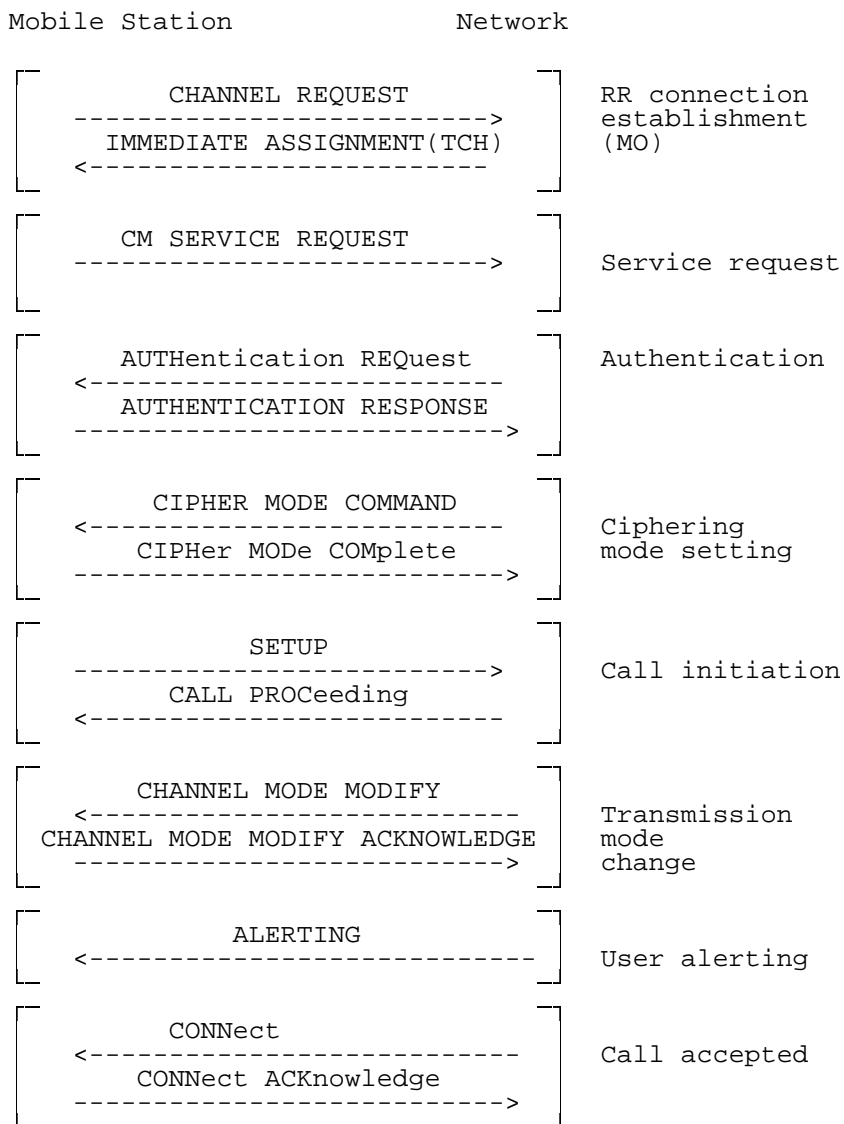 Mobile Station Network
CHANNEL REQUEST RR connection
--------------------------> establishment
IMMEDIATE ASSIGNMENT(TCH) (MO)
<-------------------------
CM SERVICE REQUEST
--------------------------> Service request
AUTHentication REQuest Authentication
<--------------------------
AUTHENTICATION RESPONSE
--------------------------->
CIPHER MODE COMMAND
<-------------------------- Ciphering
CIPHer MODe COMplete mode setting
--------------------------->
SETUP
--------------------------> Call initiation
CALL PROCeeding
<--------------------------
CHANNEL MODE MODIFY
<--------------------------- Transmission
CHANNEL MODE MODIFY ACKNOWLEDGE mode
---------------------------> change
ALERTING
<---------------------------- User alerting
CONNect
<--------------------------- Call accepted
CONNect ACKnowledge
--------------------------->